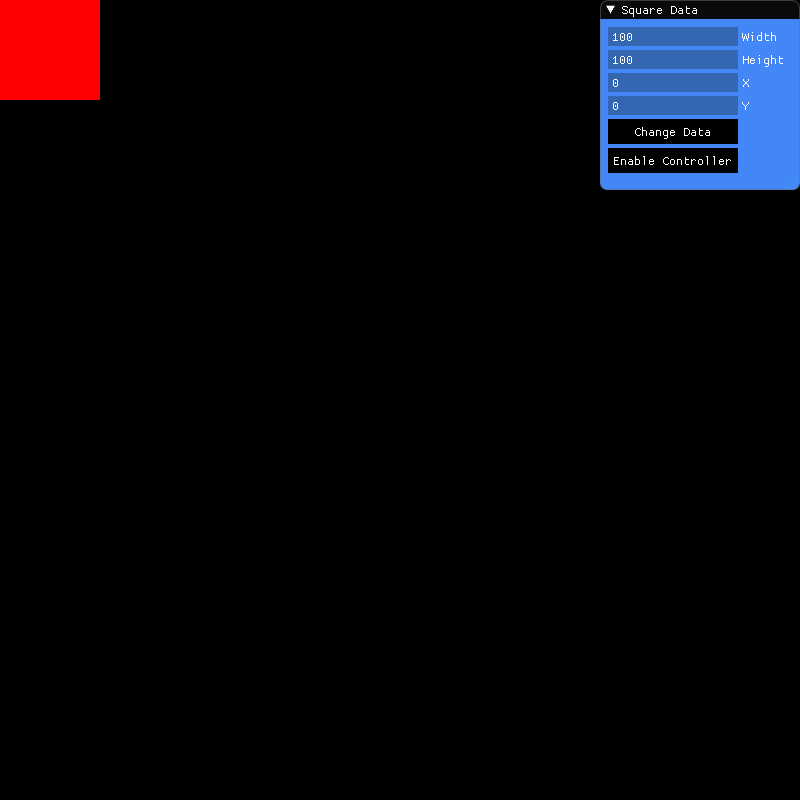 Square Data
100 Width
100 Height
0 X
0 Y
Change Data
Enable Controller